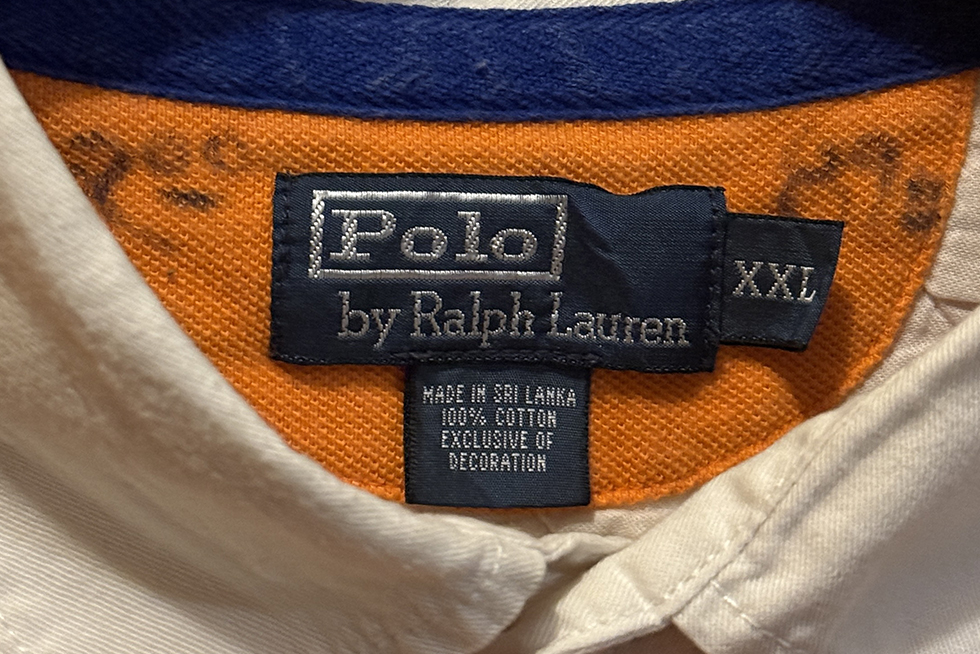 Polo
by Ralph Lauren
XXL
MADE IN SRI LANKA
100% COTTON
EXCLUSIVE OF
DECORATION